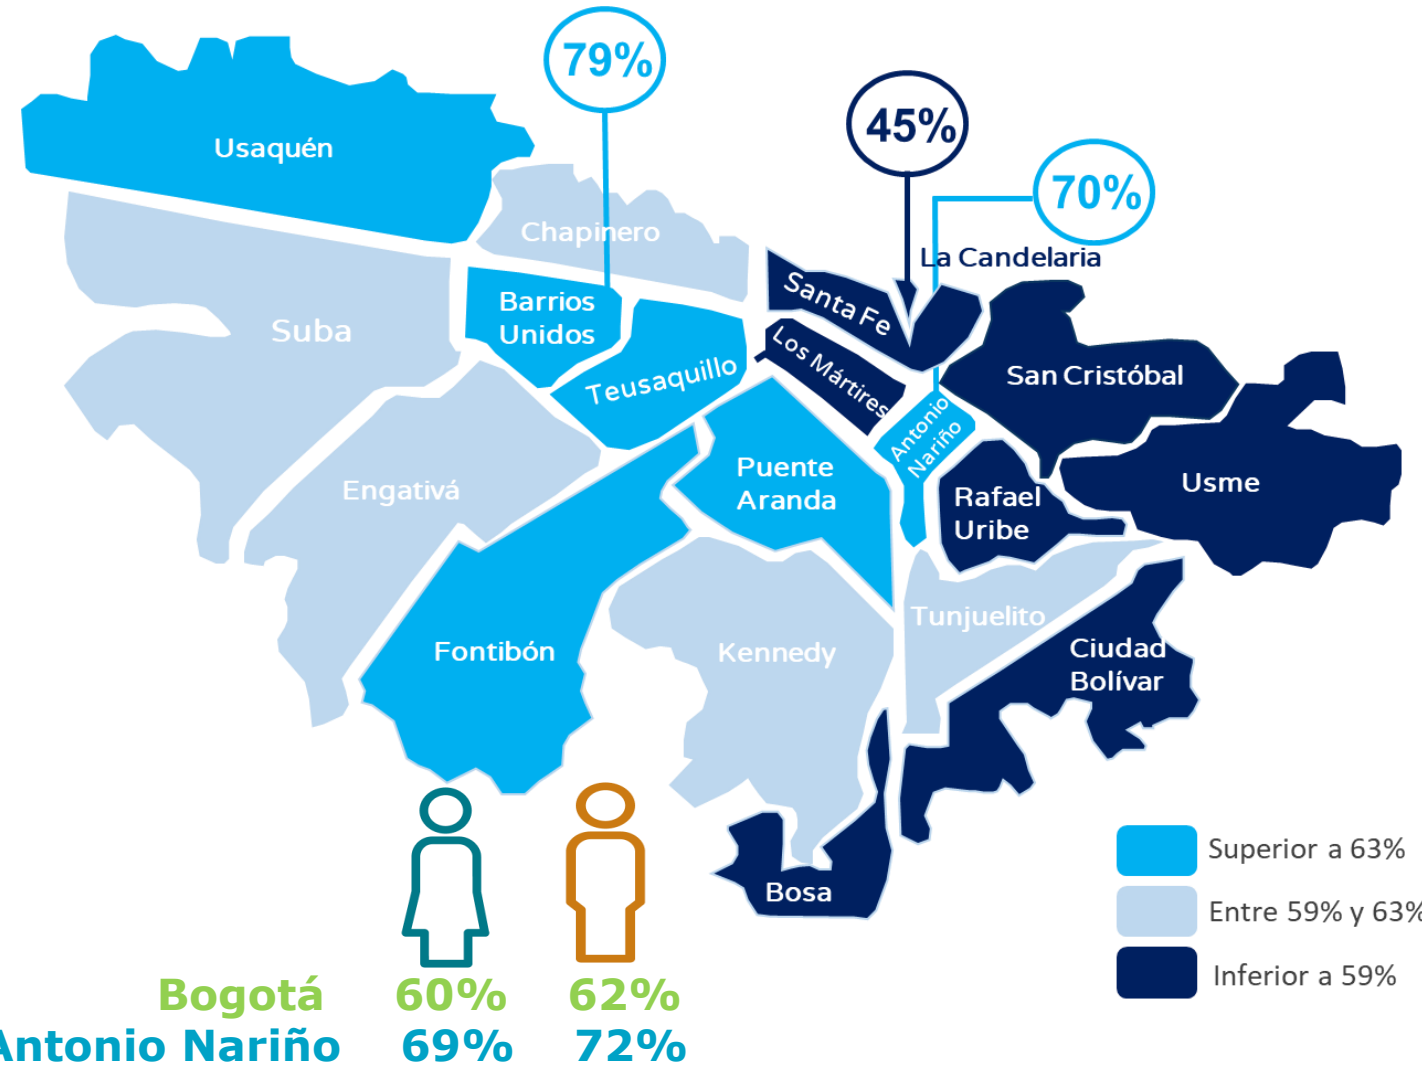 79%
45%
70%
Usaquén
Chapinero
La Candelaria
Santa Fe
Barrios
Unidos
Suba
Los Mártires
Teusaquillo
San Cristóbal
Antonio
Nariño
Puente
Aranda
Engativá
Rafael
Uribe
Usme
Fontibón
Kennedy
Tunjuelito
Ciudad
Bolívar
Bosa
Superior a 63%
Entre 59% y 63%
Inferior a 59%
Bogotá 60% 62%
Antonio Nariño 69% 72%